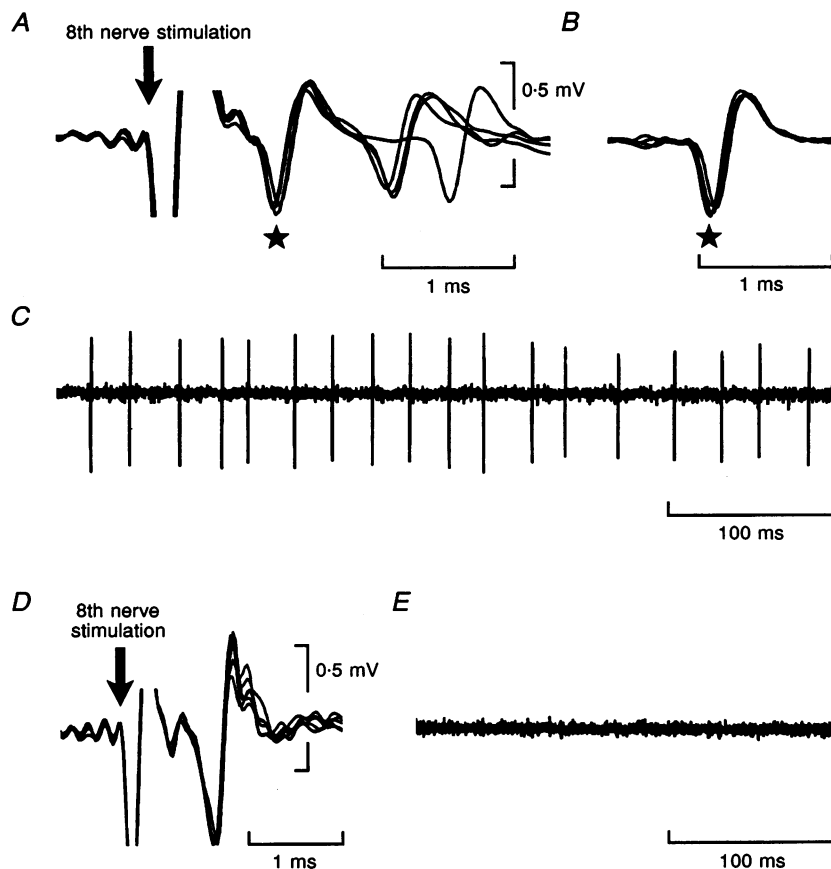 A
8th nerve stimulation
0·5 mV
1 ms
B
1 ms
C
100 ms
D
8th nerve
stimulation
0·5 mV
1 ms
E
100 ms